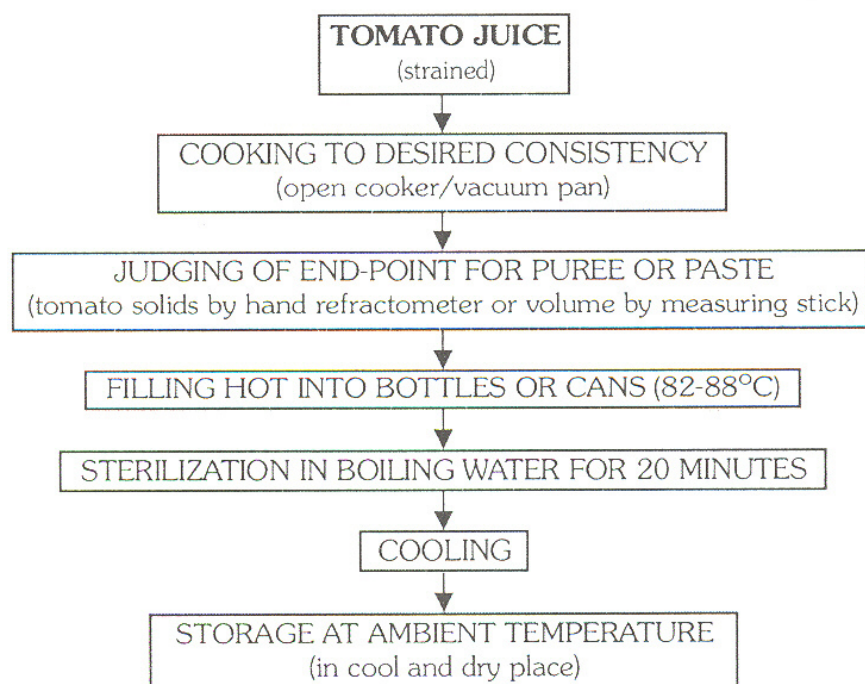 TOMATO JUICE
(strained)
COOKING TO DESIRED CONSISTENCY
(open cooker/vacuum pan)
JUDGING OF END-POINT FOR PUREE OR PASTE
(tomato solids by hand refractometer or volume by measuring stick)
FILLING HOT INTO BOTTLES OR CANS (82-88°C)
STERILIZATION IN BOILING WATER FOR 20 MINUTES
COOLING
STORAGE AT AMBIENT TEMPERATURE
(in cool and dry place)